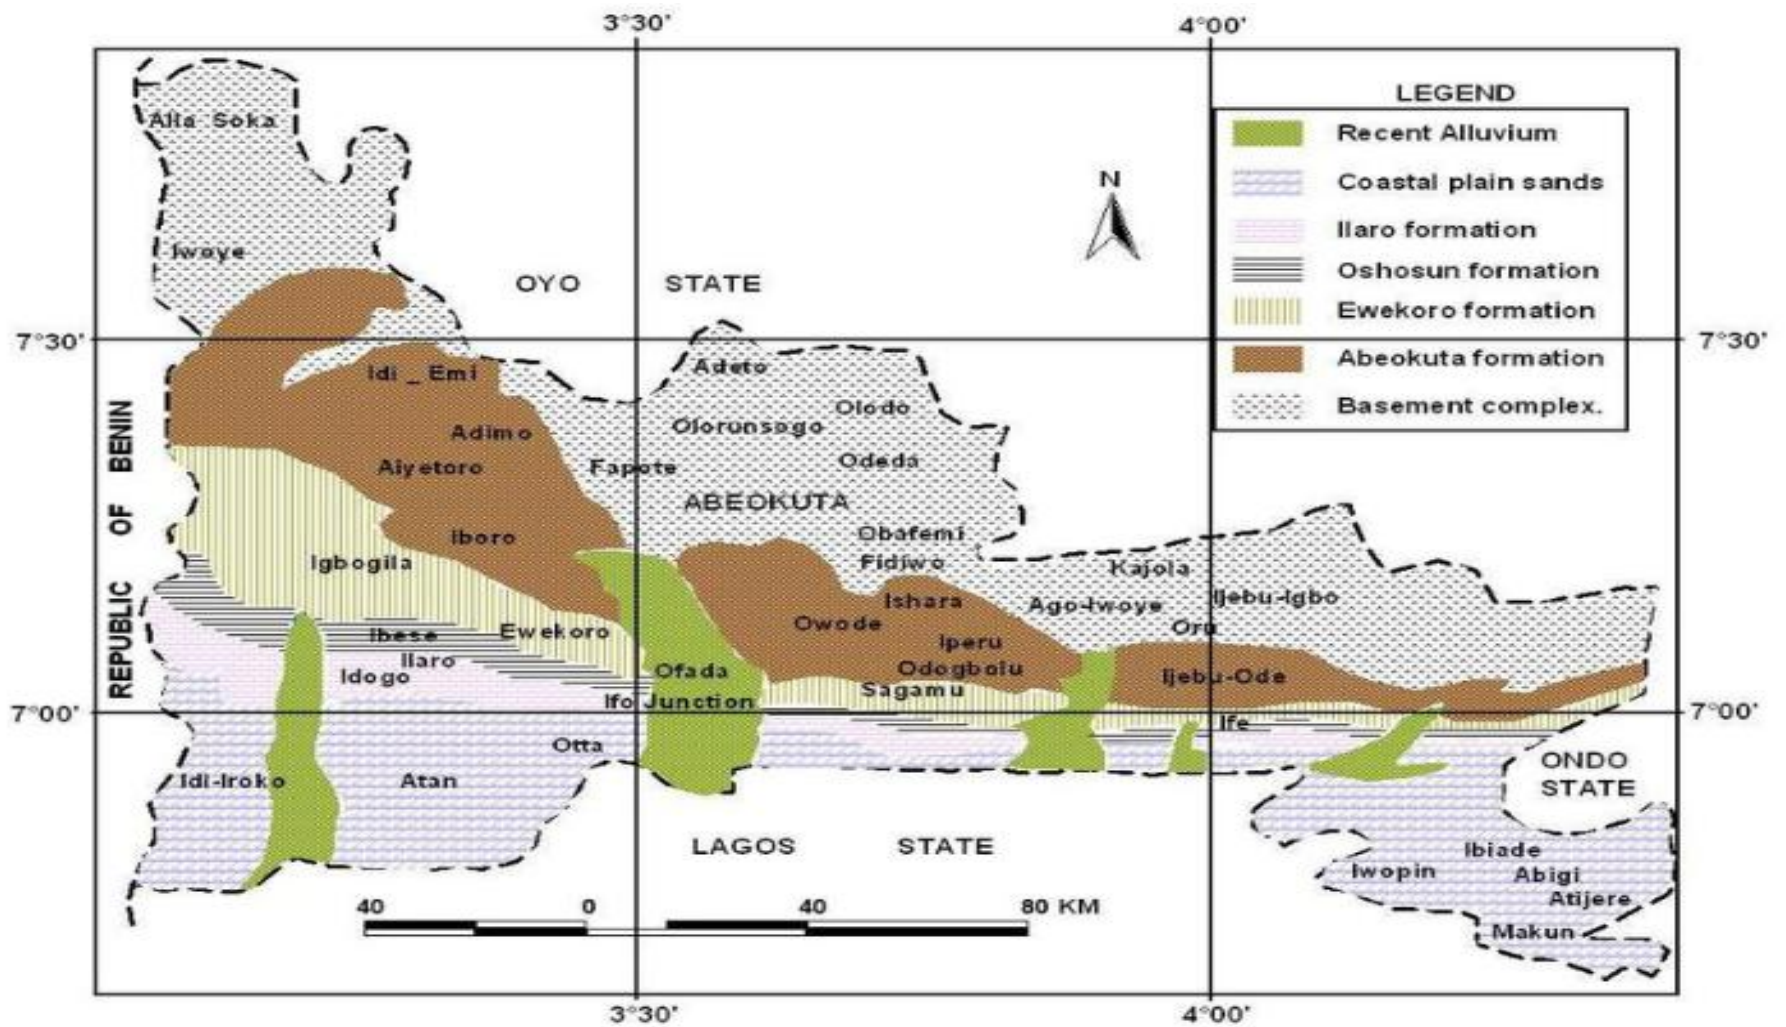 3°30'
4°00'
LEGEND
Recent Alluvium
Coastal plain sands
Ilaro formation
Oshosun formation
Ewekoro formation
Abeokuta formation
Basement complex.
N
Alla Soka
Iwoye
OYO STATE
7°30'
7°30'
Adeto
Idi _ Emi
Olodo
Olorunsogo
Adimo
Aiyetoro
Fapote
Odeda
ABEOKUTA
REPUBLIC OF BENIN
Iboro
Obafemi
Igbogila
Fidiwo
Kajola
Ishara
Ago-Iwoye
Ijebu-Igbo
Owode
Oru
Ibese
Ewekoro
Iperu
Ilaro
Ofada
Odogbolu
Idogo
Ijebu-Ode
Sagamu
Ifo Junction
7°00'
7°00'
Ife
Otta
ONDO
STATE
Idi-Iroko
Atan
LAGOS STATE
Ibiade
Iwopin
Abigi
Atijere
Makun
40 0 40 80 KM
3°30'
4°00'